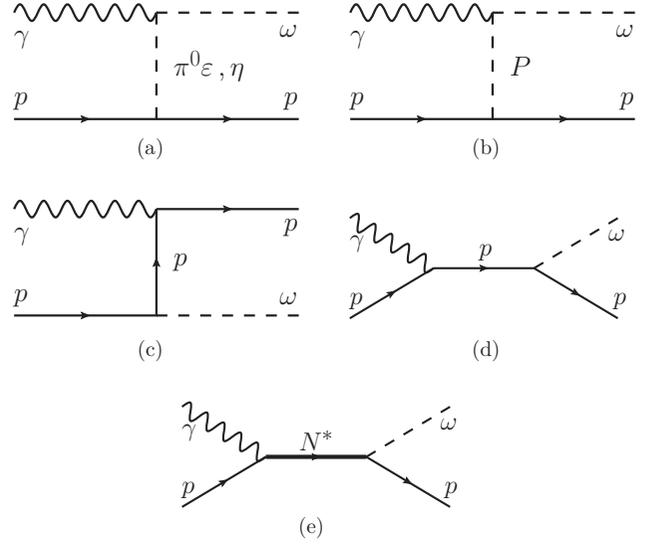 γ ω γ ω
π⁰ε , η P
p p p p
(a) (b)
γ p γ p ω
p
p ω p p
(c) (d)
γ N* ω
p p
(e)